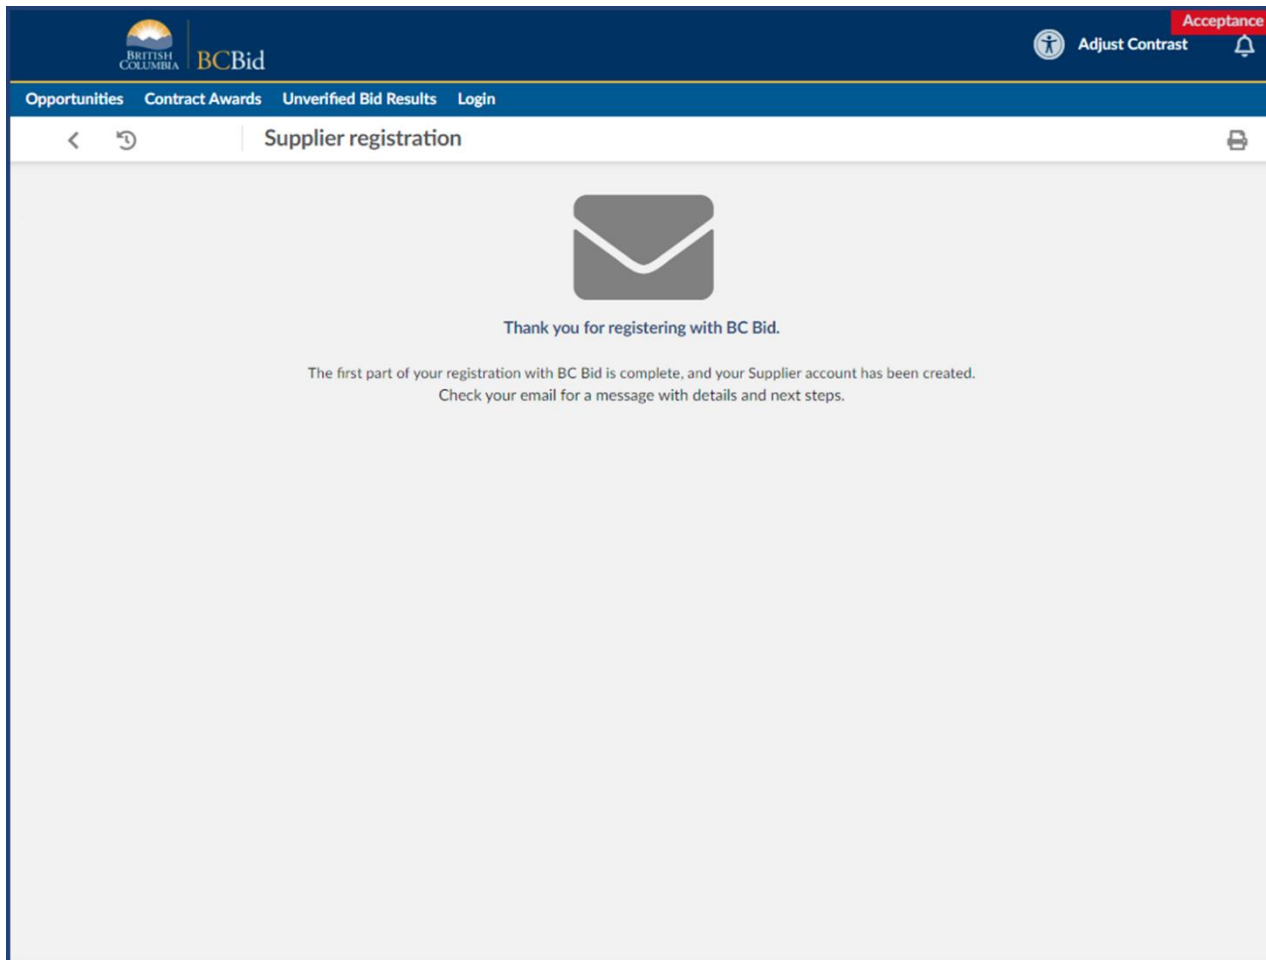 Acceptance
BRITISH
COLUMBIA
BCBid
Adjust Contrast
Opportunities Contract Awards Unverified Bid Results Login
Supplier registration
Thank you for registering with BC Bid.
The first part of your registration with BC Bid is complete, and your Supplier account has been created.
Check your email for a message with details and next steps.